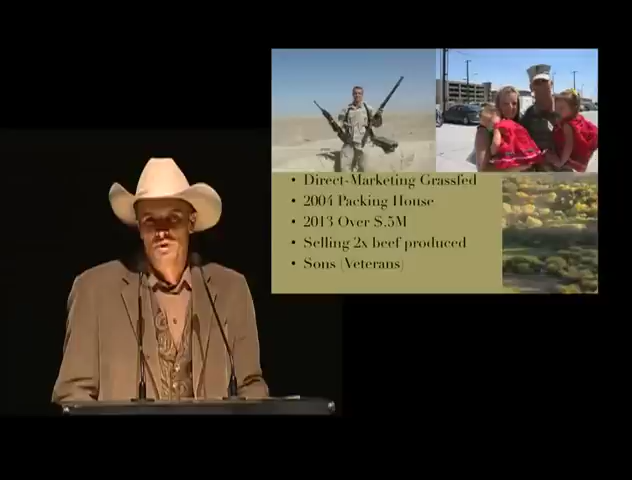 • Direct-Marketing Grassfed
• 2004 Packing House
• 2013 Over $.5M
• Selling 2x beef produced
• Sons (Veterans)